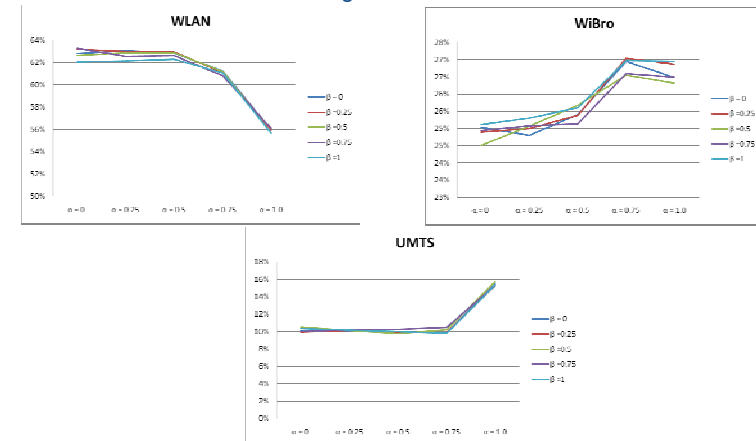 WLAN
64%
62%
60%
58%
56%
54%
52%
50%
α = 0
α = 0.25
α = 0.5
α = 0.75
α = 1.0
β = 0
β =0.25
β =0.5
β =0.75
β =1
WiBro
28%
27%
27%
26%
26%
25%
25%
24%
24%
23%
α = 0
α = 0.25
α = 0.5
α = 0.75
α = 1.0
β = 0
β =0.25
β =0.5
β =0.75
β =1
UMTS
18%
16%
14%
12%
10%
8%
6%
4%
2%
0%
α = 0
α = 0.25
α = 0.5
α = 0.75
α = 1.0
β = 0
β =0.25
β =0.5
β =0.75
β =1